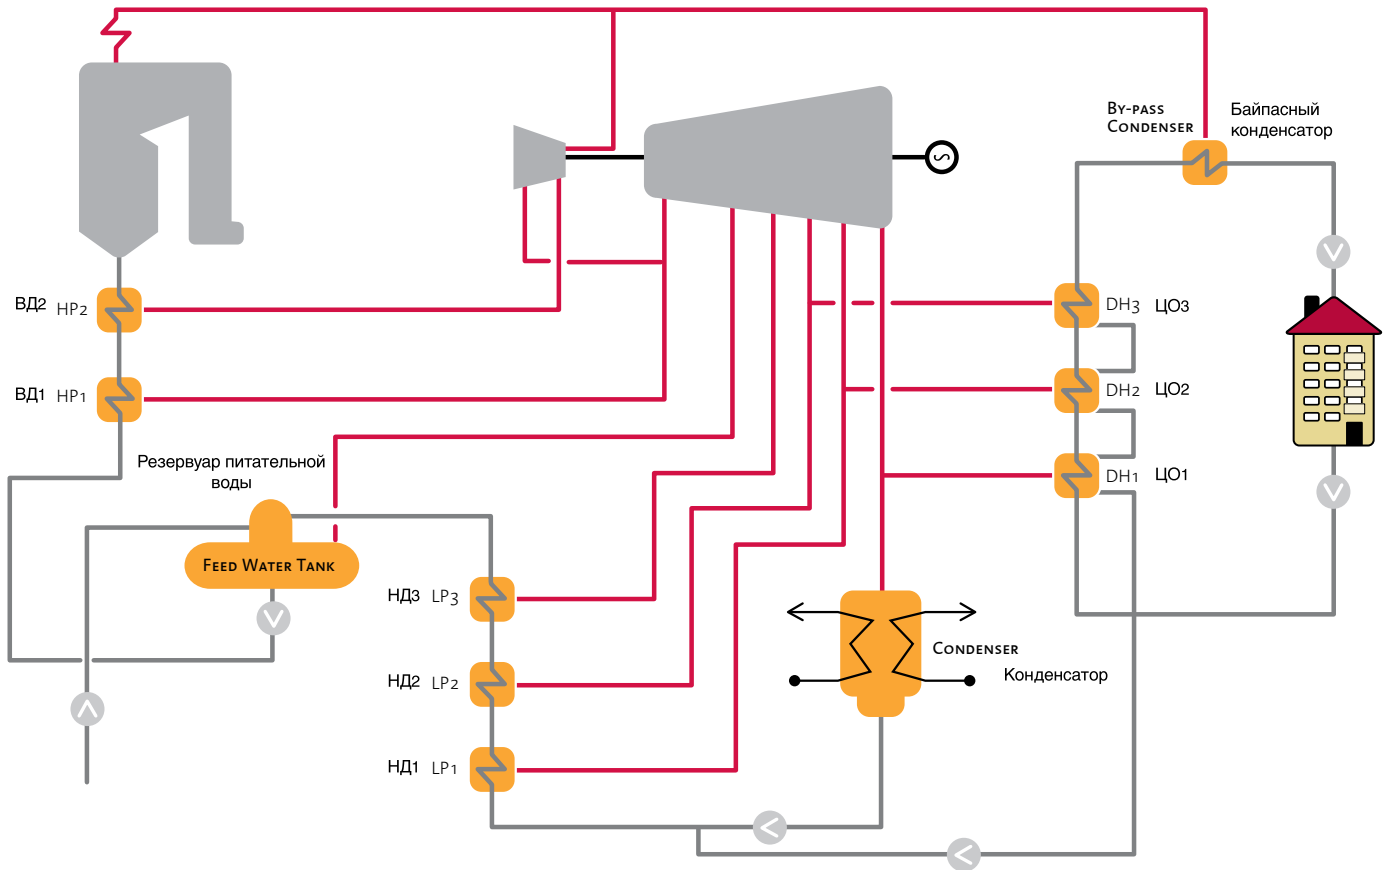 By-pass
Condenser
Байпасный
конденсатор
ВД2
HP2
DH3
ЦО3
ВД1
HP1
DH2
ЦО2
Резервуар питательной
воды
DH1
ЦО1
Feed Water Tank
НД3
LP3
Condenser
Конденсатор
НД2
LP2
НД1
LP1